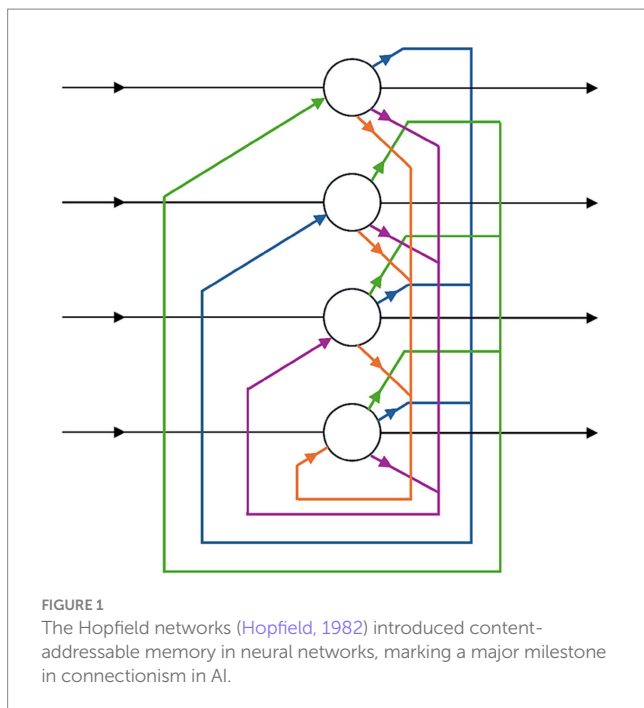 FIGURE 1
The Hopfield networks (Hopfield, 1982) introduced content-
addressable memory in neural networks, marking a major milestone
in connectionism in AI.